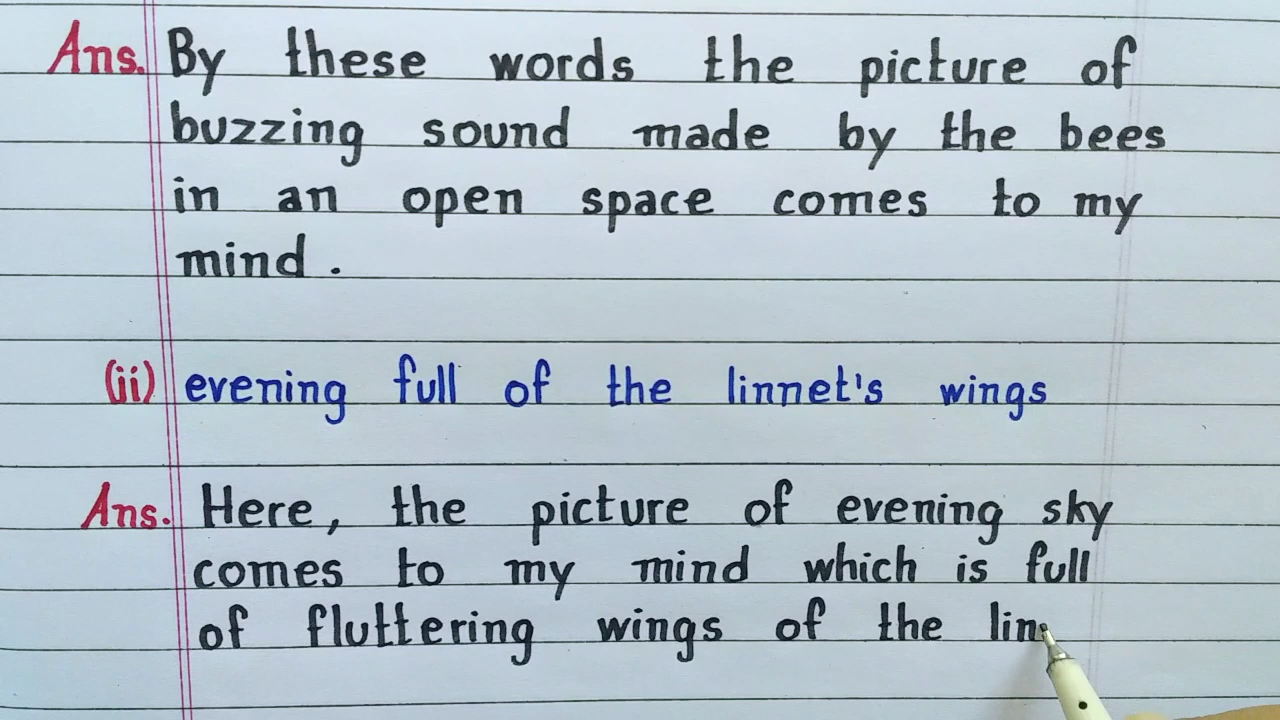 Ans. By these words the picture of
buzzing sound made by the bees
in an open space comes to my
mind.
(ii) evening full of the linnet's wings
Ans. Here, the picture of evening sky
comes to my mind which is full
of fluttering wings of the lin